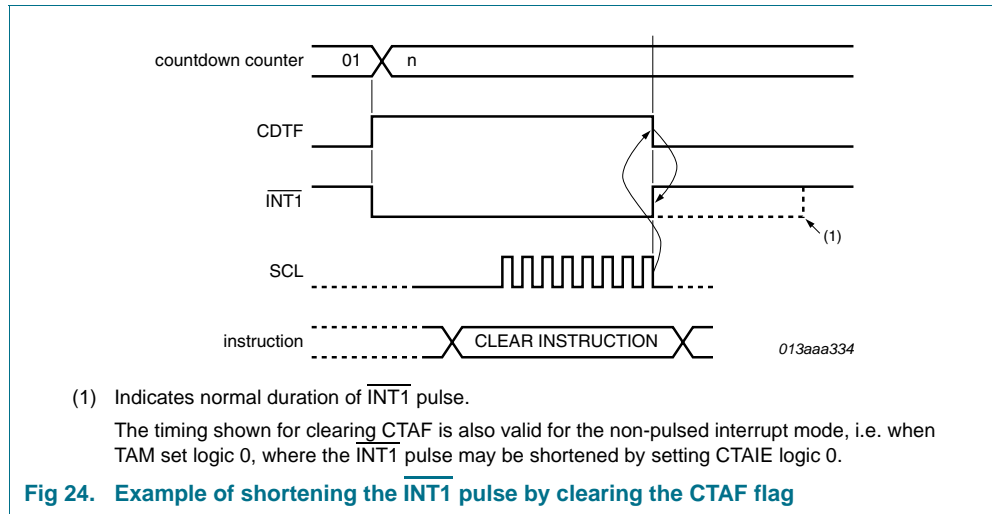 countdown counter 01 n
CDTF
INT1
(1)
SCL
instruction CLEAR INSTRUCTION
013aaa334
(1) Indicates normal duration of INT1 pulse.
The timing shown for clearing CTAF is also valid for the non-pulsed interrupt mode, i.e. when
TAM set logic 0, where the INT1 pulse may be shortened by setting CTAIE logic 0.
Fig 24. Example of shortening the INT1 pulse by clearing the CTAF flag